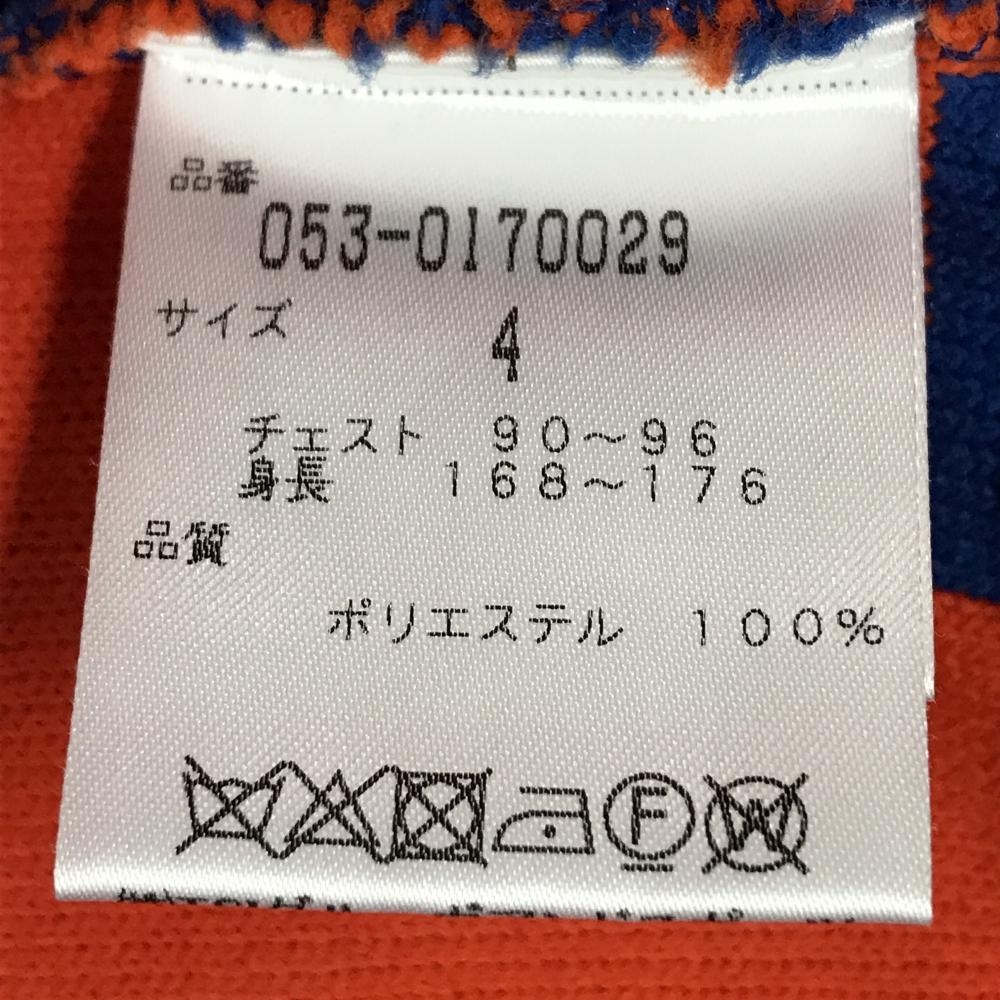 品番
053-0170029
サイズ 4
チェスト 90～96
身長 168～176
品質
ポリエステル 100%
F
W